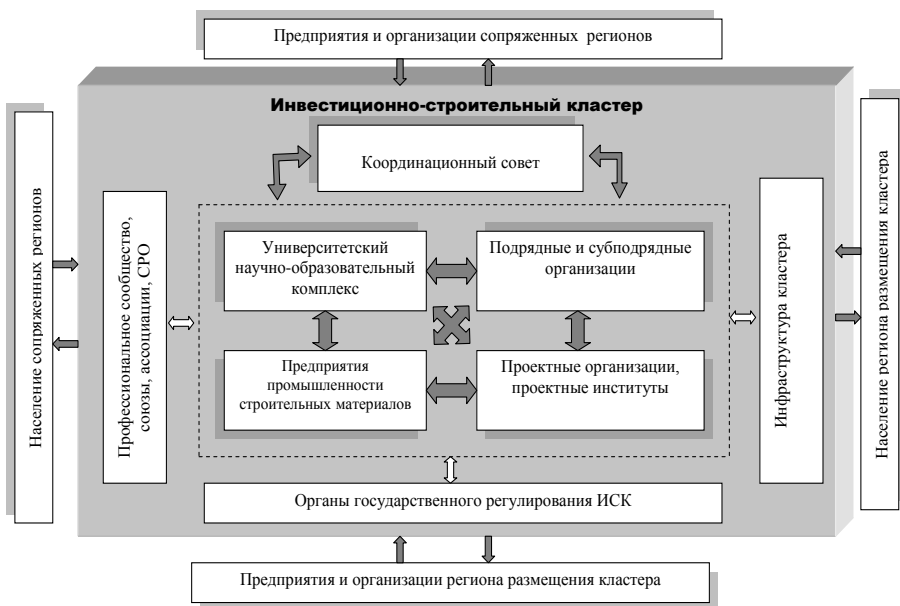 Предприятия и организации сопряженных регионов
Инвестиционно-строительный кластер
Координационный совет
Население сопряженных регионов
Профессиональное сообщество,
союзы, ассоциации, СРО
Университетский
научно-образовательный
комплекс
Подрядные и субподрядные
организации
Предприятия
промышленности
строительных материалов
Проектные организации,
проектные институты
Инфраструктура кластера
Население региона размещения кластера
Органы государственного регулирования ИСК
Предприятия и организации региона размещения кластера